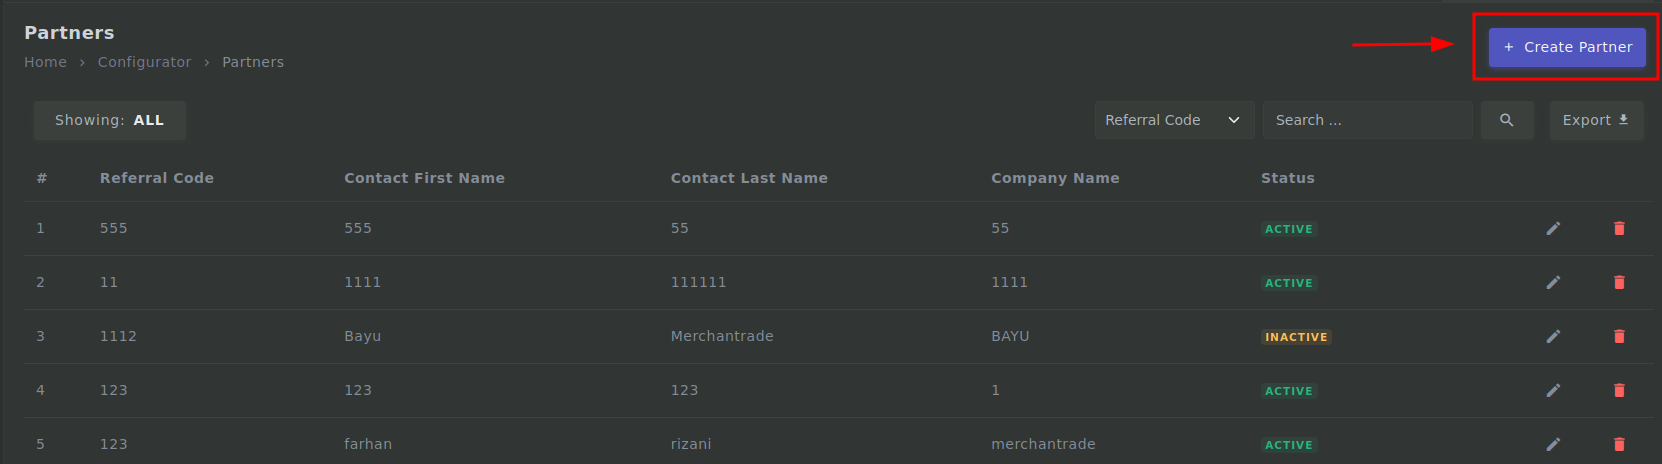 Partners
+ Create Partner
Home > Configurator > Partners
Showing: ALL
Referral Code
Search ...
Export
# Referral Code Contact First Name Contact Last Name Company Name Status
1 555 555 55 55 ACTIVE
2 11 1111 111111 1111 ACTIVE
3 1112 Bayu Merchantrade BAYU INACTIVE
4 123 123 123 1 ACTIVE
5 123 farhan rizani merchantrade ACTIVE